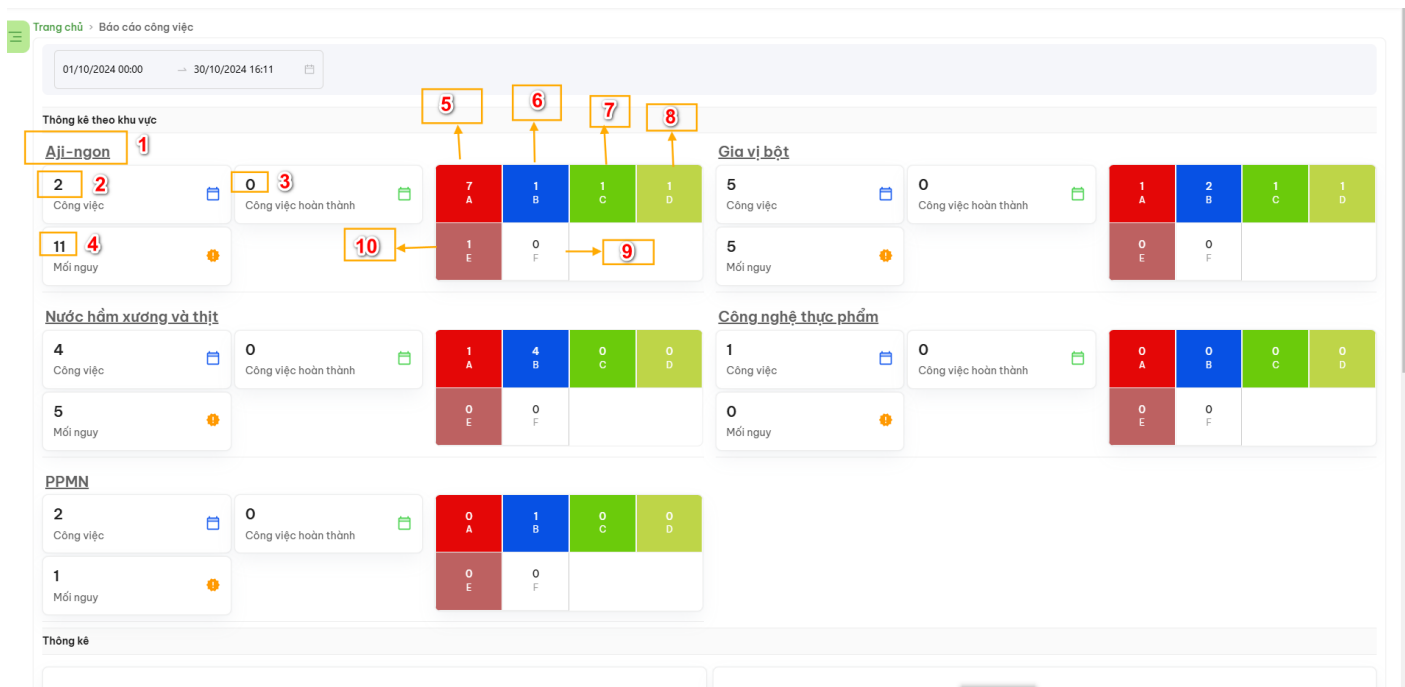 Trang chủ > Báo cáo công việc
01/10/2024 00:00 → 30/10/2024 16:11
Thống kê theo khu vực
5 6 7 8
Aji-ngon 1
2 2
Công việc
0 3
Công việc hoàn thành
11 4
Mối nguy
7 1 1 1
A B C D
10
1 0
E F
9
Gia vị bột
5
Công việc
0
Công việc hoàn thành
5
Mối nguy
1 2 1 1
A B C D
0 0
E F
Nước hầm xương và thịt
4
Công việc
0
Công việc hoàn thành
5
Mối nguy
1 4 0 0
A B C D
0 0
E F
Công nghệ thực phẩm
1
Công việc
0
Công việc hoàn thành
0
Mối nguy
0 0 0 0
A B C D
0 0
E F
PPMN
2
Công việc
0
Công việc hoàn thành
1
Mối nguy
0 1 0 0
A B C D
0 0
E F
Thông kê